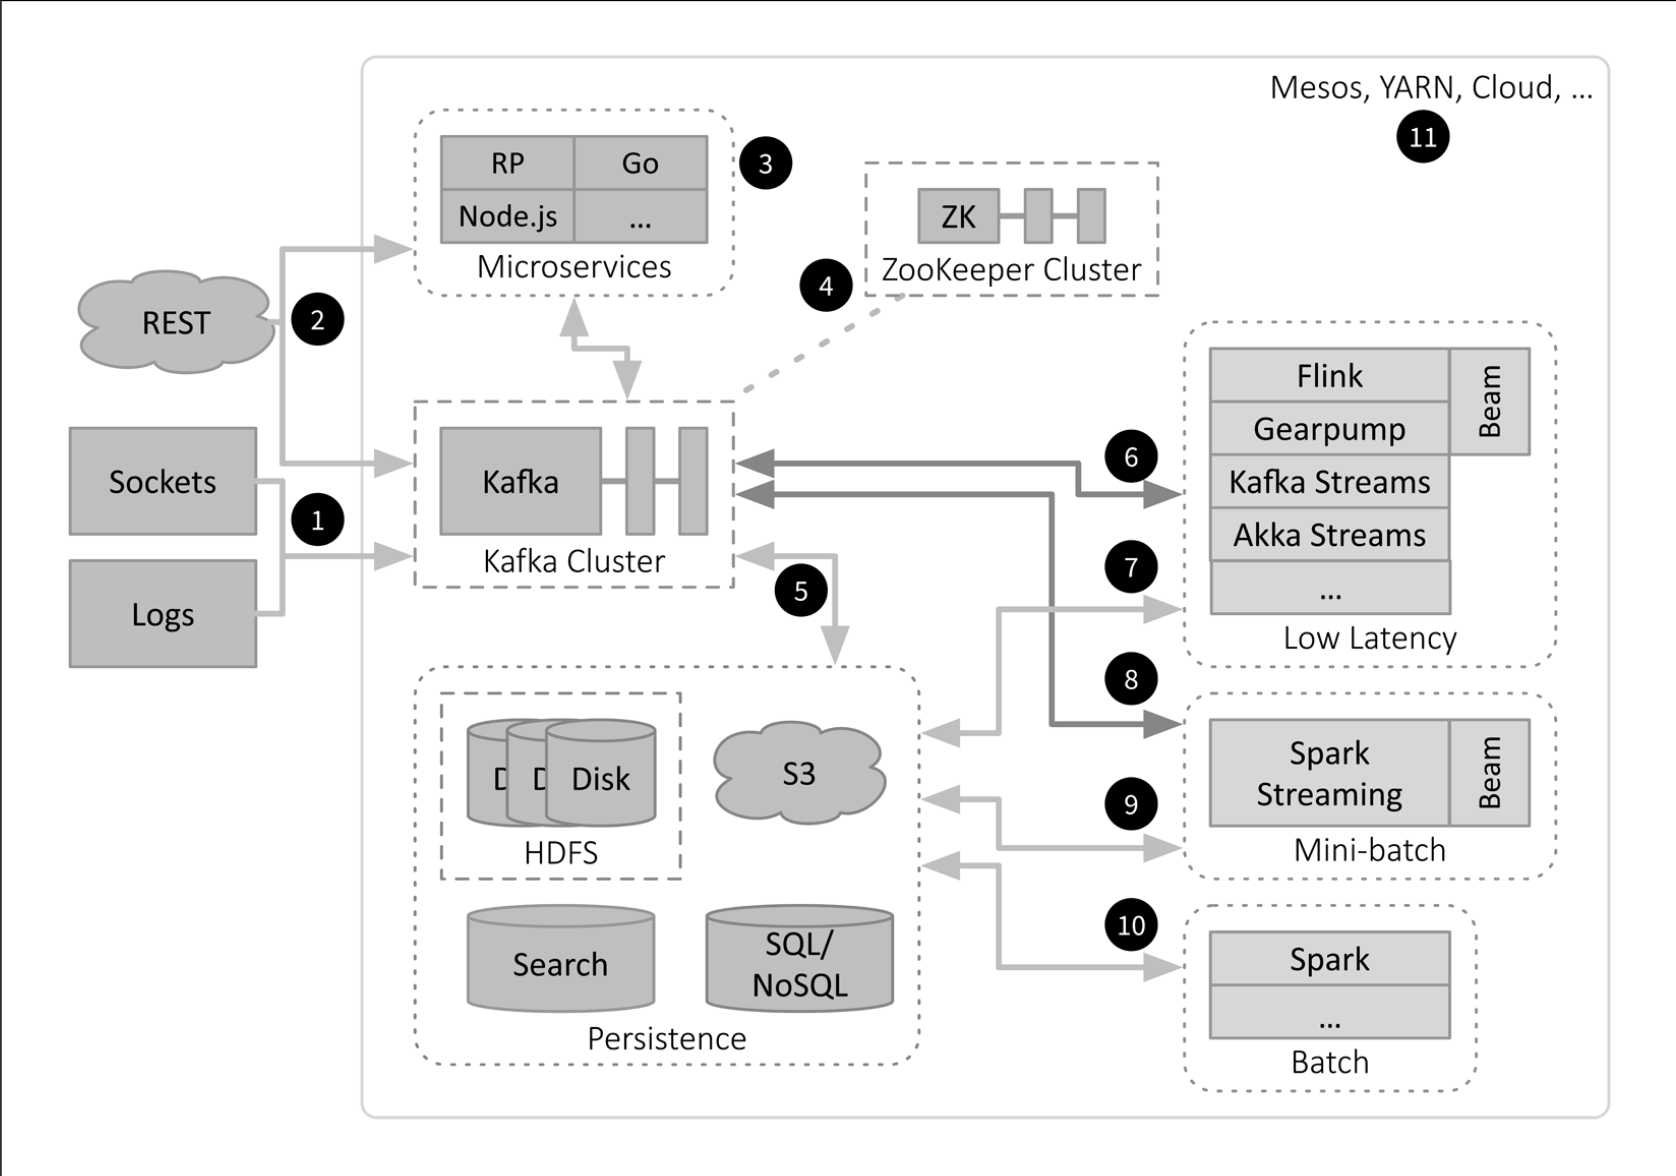 Mesos, YARN, Cloud, ...
11
RP
Go
3
Node.js
...
Microservices
ZK
ZooKeeper Cluster
4
REST
2
Sockets
1
Logs
Kafka
Kafka Cluster
5
6
7
8
9
10
Flink
Gearpump
Beam
Kafka Streams
Akka Streams
...
Low Latency
Spark
Streaming
Beam
Mini-batch
Spark
...
Batch
D
D
Disk
HDFS
S3
Search
SQL/
NoSQL
Persistence